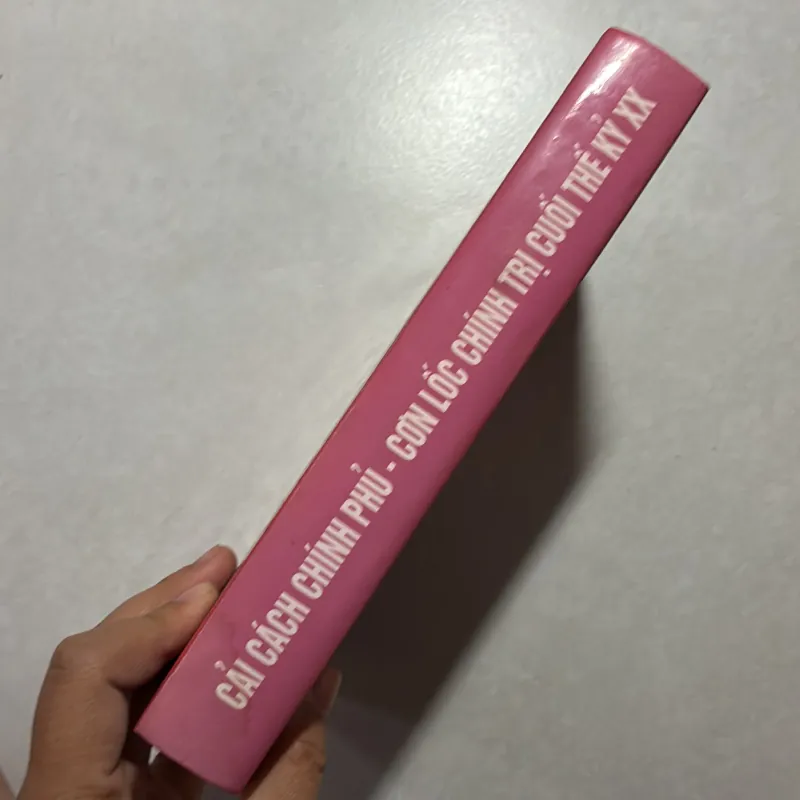 CẢI CÁCH CHÍNH PHỦ - CƠN LỐC CHÍNH TRỊ CUỐI THẾ KỶ XX